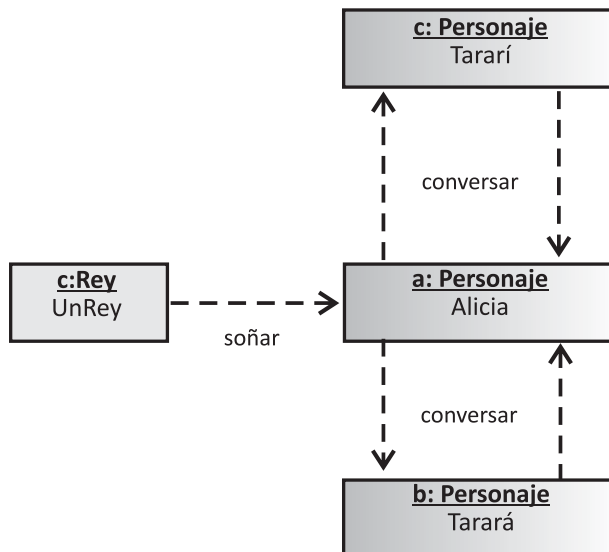 c: Personaje
Tararí
conversar
c:Rey
UnRey
soñar
a: Personaje
Alicia
conversar
b: Personaje
Tarará